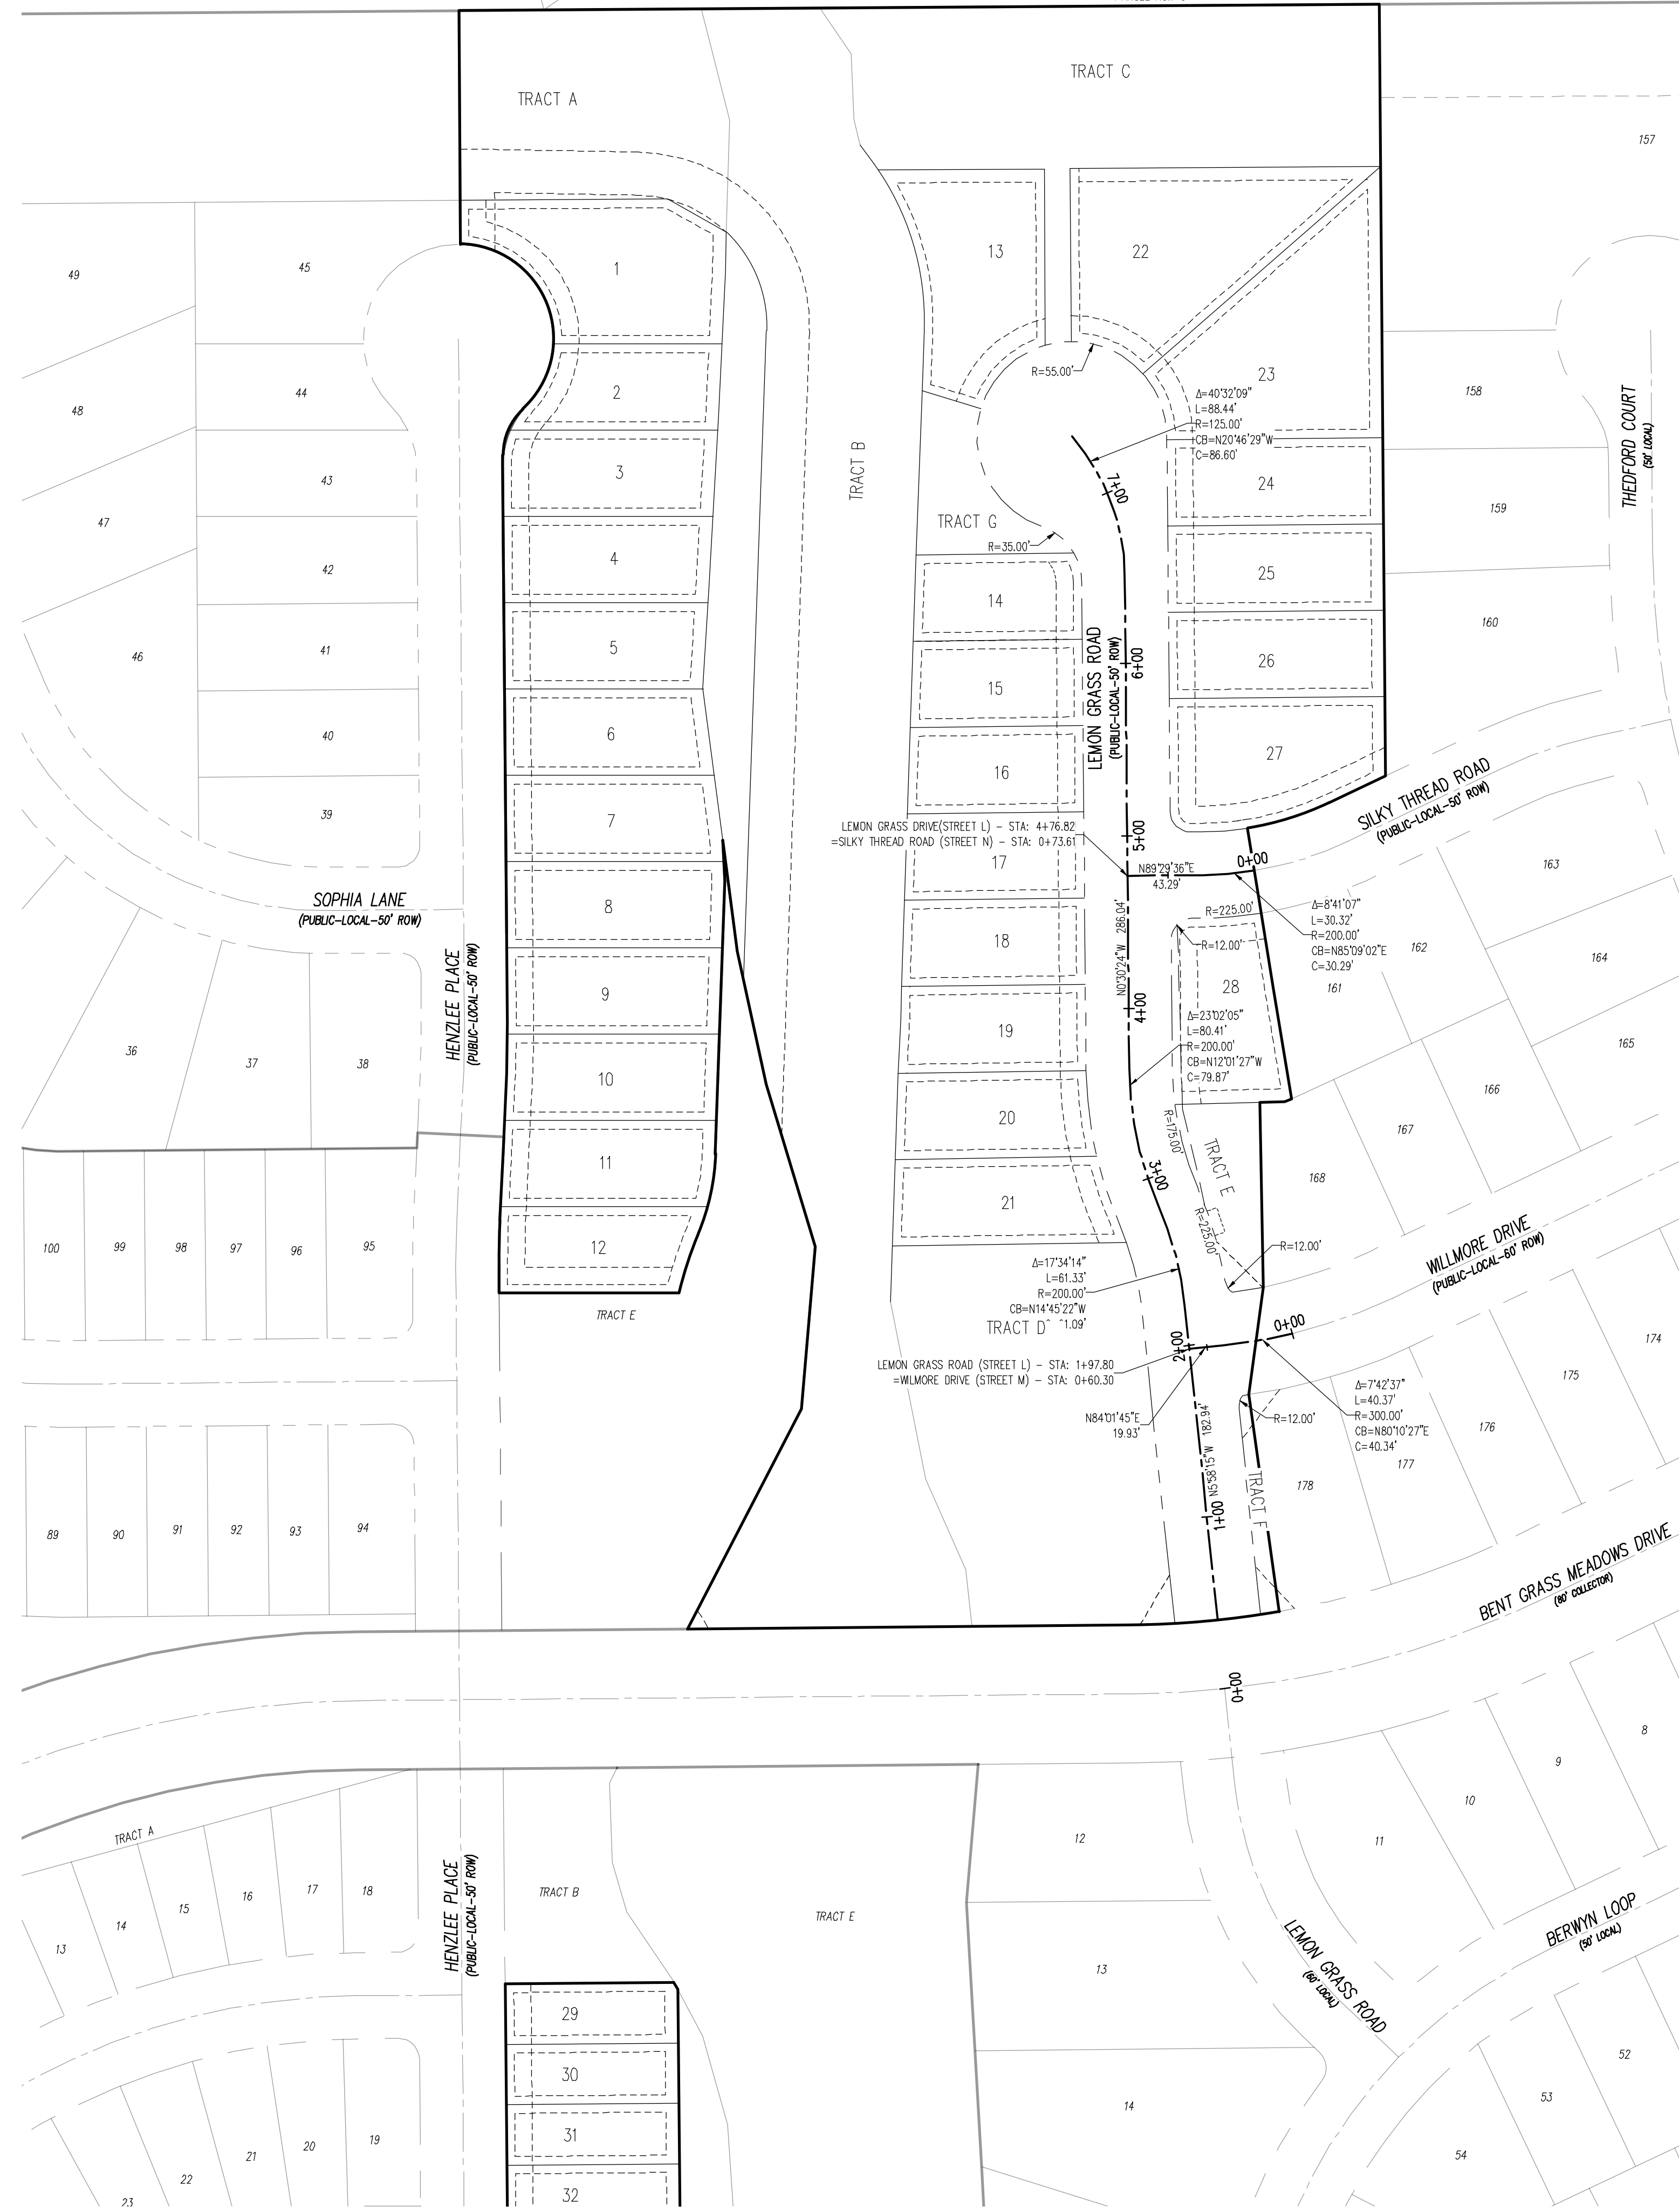 TRACT A
TRACT C
157
49
45
1
13
22
48
44
2
R=55.00'
23
Δ=40°32'09"
L=88.44'
R=125.00'
CB=N20°46'29"W
C=86.60'
158
THEDFORD COURT
(50' LOCAL)
47
43
3
TRACT B
7+00
24
159
42
4
TRACT G
R=35.00'
25
46
41
5
14
LEMON GRASS ROAD
(PUBLIC-LOCAL-50' ROW)
6+00
26
160
40
6
15
27
39
7
16
SILKY THREAD ROAD
(PUBLIC-LOCAL-50' ROW)
LEMON GRASS DRIVE(STREET L) - STA: 4+76.82
=SILKY THREAD ROAD (STREET N) - STA: 0+73.61
5+00
17
N89°29'36"E
43.29'
0+00
163
SOPHIA LANE
(PUBLIC-LOCAL-50' ROW)
8
R=225.00'
Δ=8°41'07"
L=30.32'
R=200.00'
CB=N85°09'02"E
C=30.29'
162
164
HENZLEE PLACE
(PUBLIC-LOCAL-50' ROW)
9
18
N0°30'24"W 286.04'
R=12.00'
28
161
4+00
165
36
37
38
10
19
Δ=23°02'05"
L=80.41'
R=200.00'
CB=N12°01'27"W
C=79.87'
166
167
11
20
R=175.00'
TRACT E
168
3+00
100
99
98
97
96
95
12
21
R=225.00'
R=12.00'
WILLMORE DRIVE
(PUBLIC-LOCAL-60' ROW)
TRACT E
Δ=17°34'14"
L=61.33'
R=200.00'
CB=N14°45'22"W
1.09'
TRACT D
2+00
0+00
174
LEMON GRASS ROAD (STREET L) - STA: 1+97.80
=WILMORE DRIVE (STREET M) - STA: 0+60.30
175
N84°01'45"E
19.93'
R=12.00'
Δ=7°42'37"
L=40.37'
R=300.00'
CB=N80°10'27"E
C=40.34'
176
177
178
N5°58'15"W 182.94'
TRACT F
1+00
89
90
91
92
93
94
BENT GRASS MEADOWS DRIVE
(80' COLLECTOR)
0+00
8
9
10
11
12
TRACT A
13
14
15
16
17
18
HENZLEE PLACE
(PUBLIC-LOCAL-50' ROW)
TRACT B
TRACT E
13
LEMON GRASS ROAD
(60' LOCAL)
BERWYN LOOP
(50' LOCAL)
29
30
31
32
14
52
53
54
19
20
21
22
23